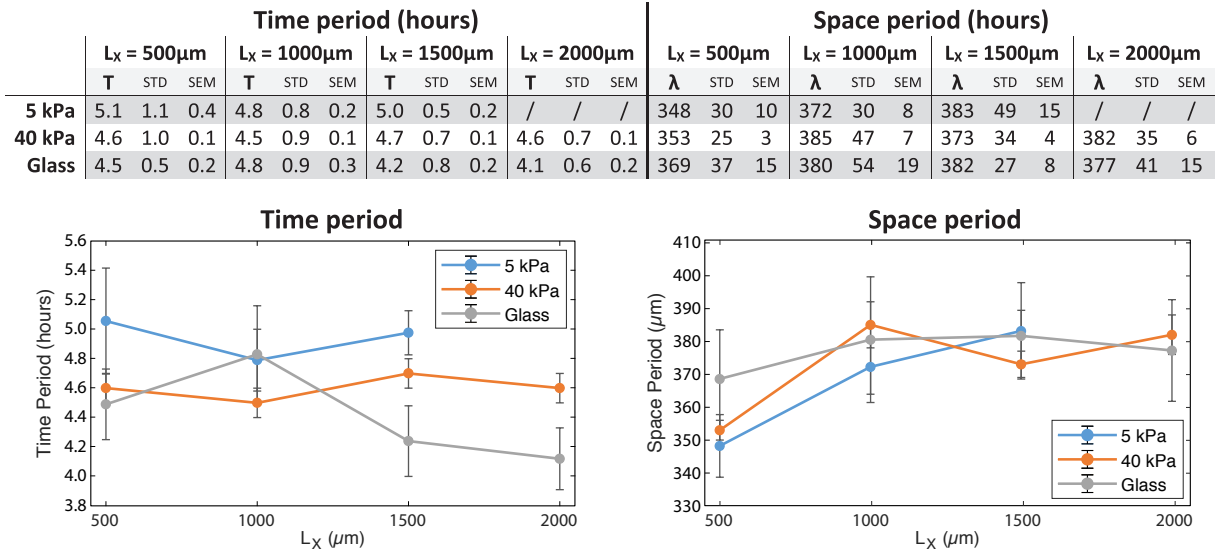 Time period (hours) Space period (hours)
Lx = 500µm Lx = 1000µm Lx = 1500µm Lx = 2000µm Lx = 500µm Lx = 1000µm Lx = 1500µm Lx = 2000µm
T STD SEM T STD SEM T STD SEM T STD SEM λ STD SEM λ STD SEM λ STD SEM λ STD SEM
5 kPa 5.1 1.1 0.4 4.8 0.8 0.2 5.0 0.5 0.2 / / / 348 30 10 372 30 8 383 49 15 / / /
40 kPa 4.6 1.0 0.1 4.5 0.9 0.1 4.7 0.7 0.1 4.6 0.7 0.1 353 25 3 385 47 7 373 34 4 382 35 6
Glass 4.5 0.5 0.2 4.8 0.9 0.3 4.2 0.8 0.2 4.1 0.6 0.2 369 37 15 380 54 19 382 27 8 377 41 15
Time period
Time Period (hours)
5.6
5.4
5.2
5.0
4.8
4.6
4.4
4.2
4.0
3.8
5 kPa
40 kPa
Glass
500 1000 1500 2000
LX (µm)
Space period
Space Period (µm)
410
400
390
380
370
360
350
340
330
5 kPa
40 kPa
Glass
500 1000 1500 2000
LX (µm)